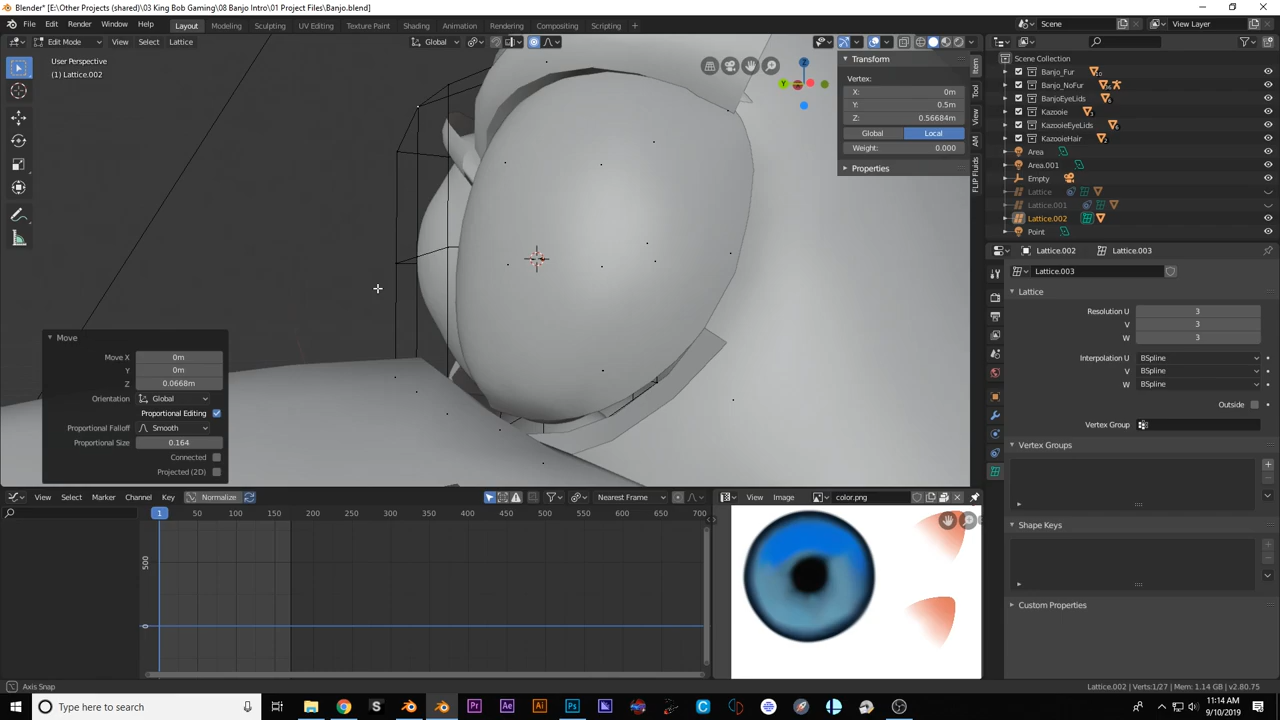 Blender* [E:\Other Projects (shared)\03 King Bob Gaming\08 Banjo Intro\01 Project Files\Banjo.blend]
File Edit Render Window Help Layout Modeling Sculpting UV Editing Texture Paint Shading Animation Rendering Compositing Scripting Scene View Layer
Edit Mode View Select Lattice Global
User Perspective
(1) Lattice.002
Transform
Vertex:
X: 0m
Y: 0.5m
Z: 0.56684m
Global Local
Weight: 0.000
Properties
Item
Tool
View
AM
FLIP Fluids
Scene Collection
Banjo_Fur
Banjo_NoFur
BanjoEyeLids
Kazooie
KazooieEyeLids
KazooieHair
Area
Area.001
Empty
Lattice
Lattice.001
Lattice.002
Point
Lattice.002 Lattice.003
Lattice.003
Lattice
Resolution U 3
V 3
W 3
Interpolation U BSpline
V BSpline
W BSpline
Outside
Vertex Group
Vertex Groups
Shape Keys
Custom Properties
Move
Move X 0m
Y 0m
Z 0.0668m
Orientation Global
Proportional Editing
Proportional Falloff Smooth
Proportional Size 0.164
Connected
Projected (2D)
View Select Marker Channel Key Normalize Nearest Frame
View Image color.png
1 50 100 150 200 250 300 350 400 450 500 550 600 650 700
500
0
Axis Snap
Lattice.002 | Verts:1/27 | Mem: 1.14 GB | v2.80.75
Type here to search
11:14 AM
9/10/2019